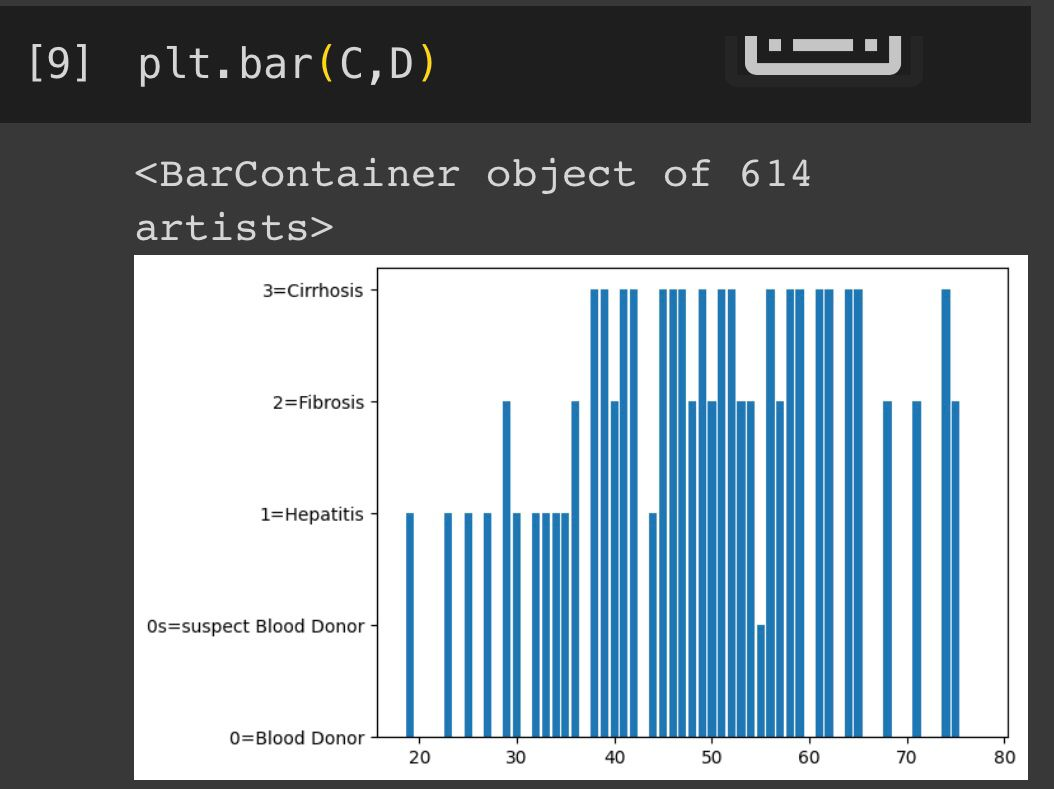 [9] plt.bar(C,D)
<BarContainer object of 614
artists>
3=Cirrhosis
2=Fibrosis
1=Hepatitis
0s=suspect Blood Donor
0=Blood Donor
20 30 40 50 60 70 80